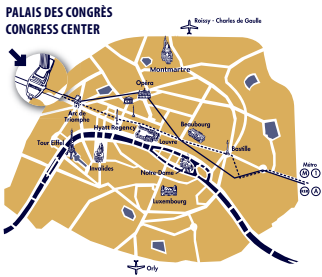 PALAIS DES CONGRÈS
CONGRESS CENTER
Roissy - Charles de Gaulle
Montmartre
Opéra
Arc de
Triomphe
Hyatt Regency
Beaubourg
Louvre
Tour Eiffel
Bastille
Invalides
Notre-Dame
Métro
M 1
RER A
Luxembourg
Orly